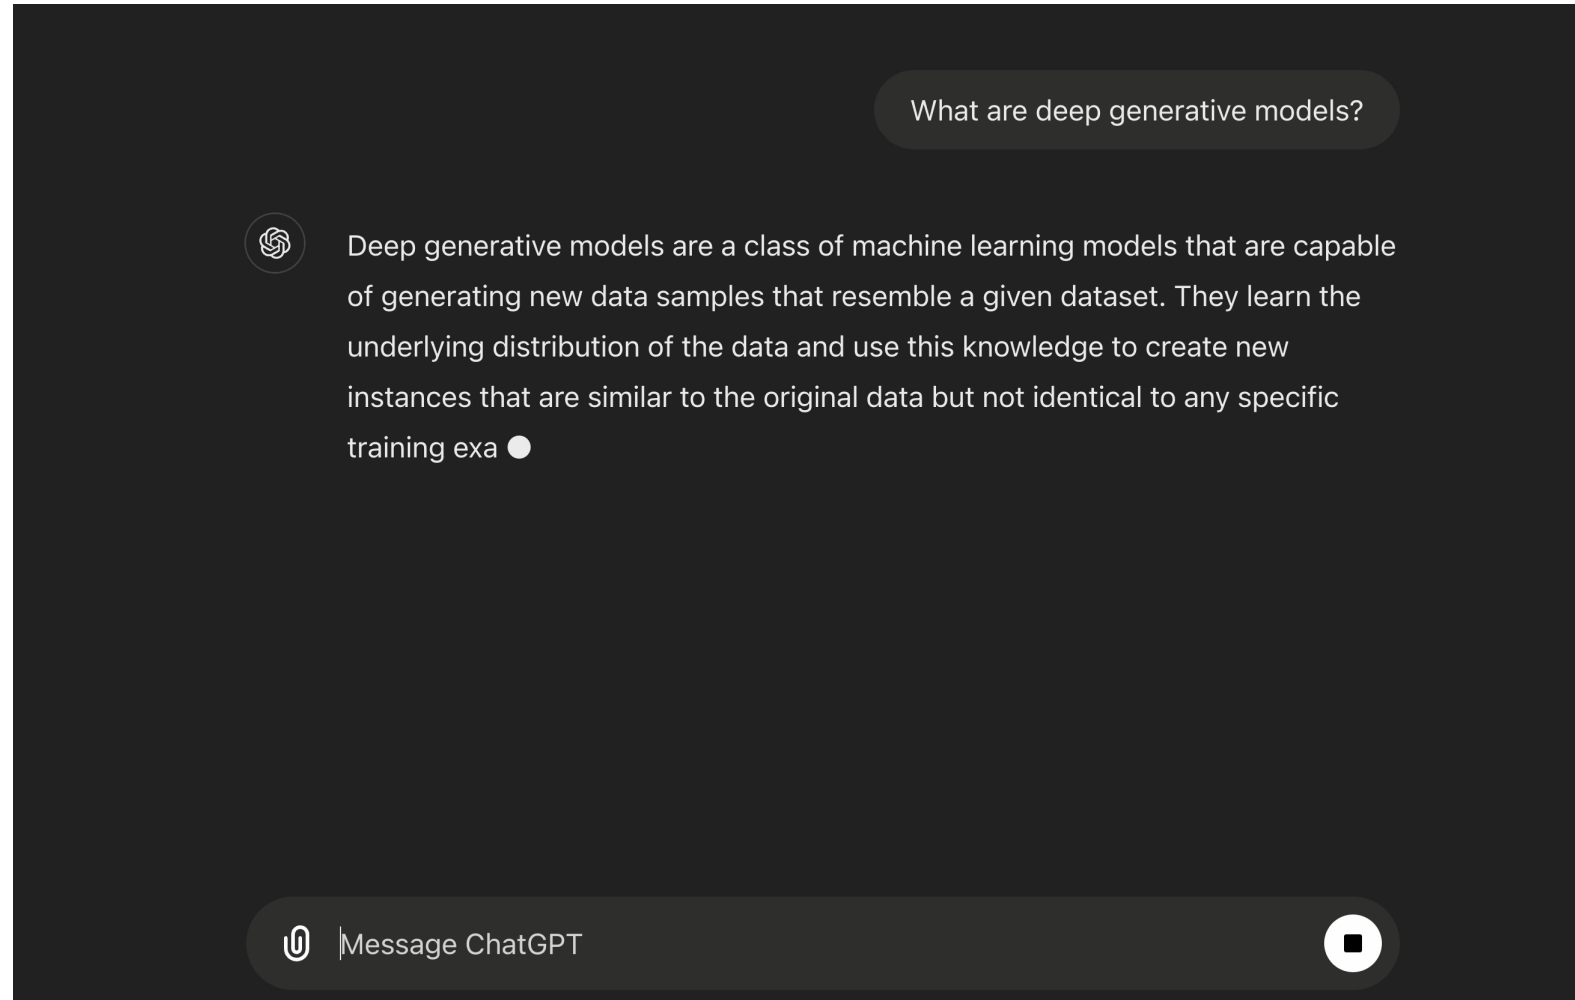 What are deep generative models?
Deep generative models are a class of machine learning models that are capable
of generating new data samples that resemble a given dataset. They learn the
underlying distribution of the data and use this knowledge to create new
instances that are similar to the original data but not identical to any specific
training exa
Message ChatGPT